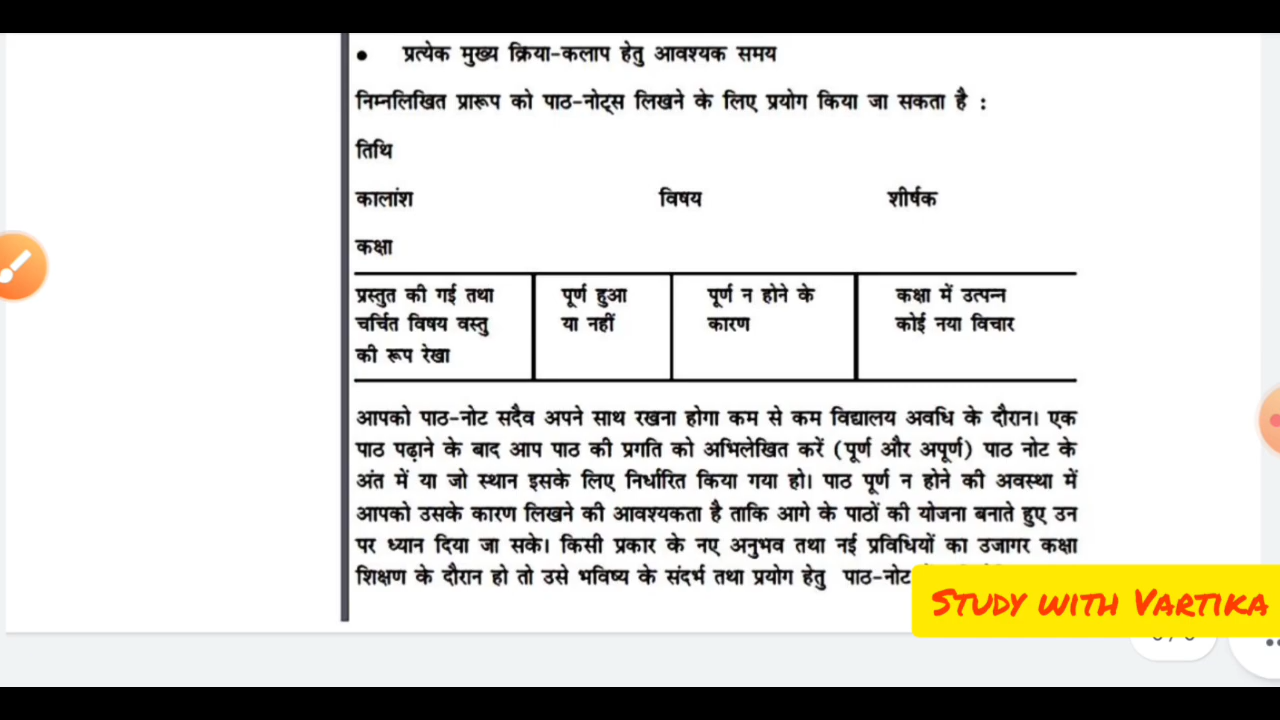 • प्रत्येक मुख्य क्रिया-कलाप हेतु आवश्यक समय
निम्नलिखित प्रारूप को पाठ-नोट्स लिखने के लिए प्रयोग किया जा सकता है :
तिथि
कालांश विषय शीर्षक
कक्षा
प्रस्तुत की गई तथा पूर्ण हुआ पूर्ण न होने के कक्षा में उत्पन्न
चर्चित विषय वस्तु या नहीं कारण कोई नया विचार
की रूप रेखा
आपको पाठ-नोट सदैव अपने साथ रखना होगा कम से कम विद्यालय अवधि के दौरान। एक
पाठ पढ़ाने के बाद आप पाठ की प्रगति को अभिलेखित करें (पूर्ण और अपूर्ण) पाठ नोट के
अंत में या जो स्थान इसके लिए निर्धारित किया गया हो। पाठ पूर्ण न होने की अवस्था में
आपको उसके कारण लिखने की आवश्यकता है ताकि आगे के पाठों की योजना बनाते हुए उन
पर ध्यान दिया जा सके। किसी प्रकार के नए अनुभव तथा नई प्रविधियों का उजागर कक्षा
शिक्षण के दौरान हो तो उसे भविष्य के संदर्भ तथा प्रयोग हेतु पाठ-नोट
STUDY WITH VARTIKA